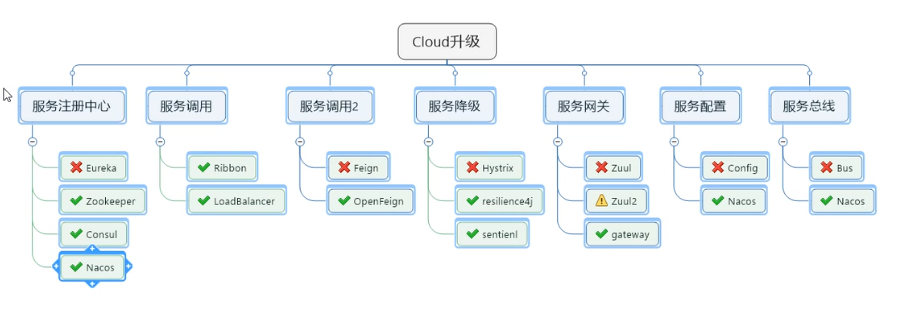 Cloud升级
服务注册中心
服务调用
服务调用2
服务降级
服务网关
服务配置
服务总线
Eureka
Zookeeper
Consul
Nacos
Ribbon
LoadBalancer
Feign
OpenFeign
Hystrix
resilience4j
sentienl
Zuul
Zuul2
gateway
Config
Nacos
Bus
Nacos